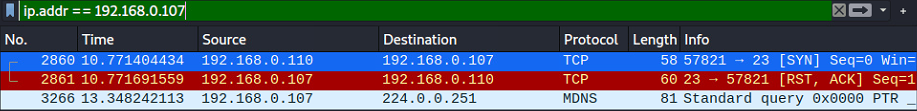 ip.addr == 192.168.0.107
No. Time Source Destination Protocol Length Info
2860 10.771404434 192.168.0.110 192.168.0.107 TCP 58 57821 → 23 [SYN] Seq=0 Win=
2861 10.771691559 192.168.0.107 192.168.0.110 TCP 60 23 → 57821 [RST, ACK] Seq=1
3266 13.348242113 192.168.0.107 224.0.0.251 MDNS 81 Standard query 0x0000 PTR